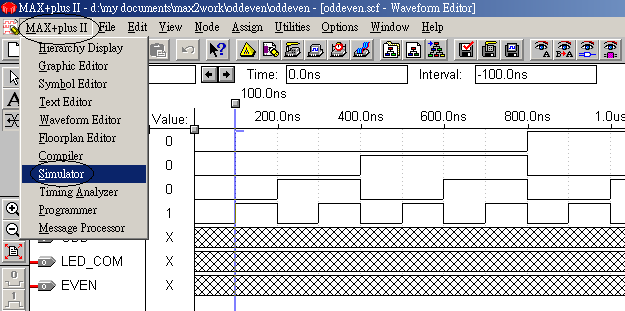 MAX+plus II - d:\my documents\max2work\oddeven\oddeven - [oddeven.scf - Waveform Editor]
MAX+plus II File Edit View Node Assign Utilities Options Window Help
Hierarchy Display
Graphic Editor
Symbol Editor
Text Editor
Waveform Editor
Floorplan Editor
Compiler
Simulator
Timing Analyzer
Programmer
Message Processor
Time: 0.0ns Interval: -100.0ns
100.0ns
Value: 200.0ns 400.0ns 600.0ns 800.0ns 1.0u
0
0
0
1
X
LED_COM X
EVEN X